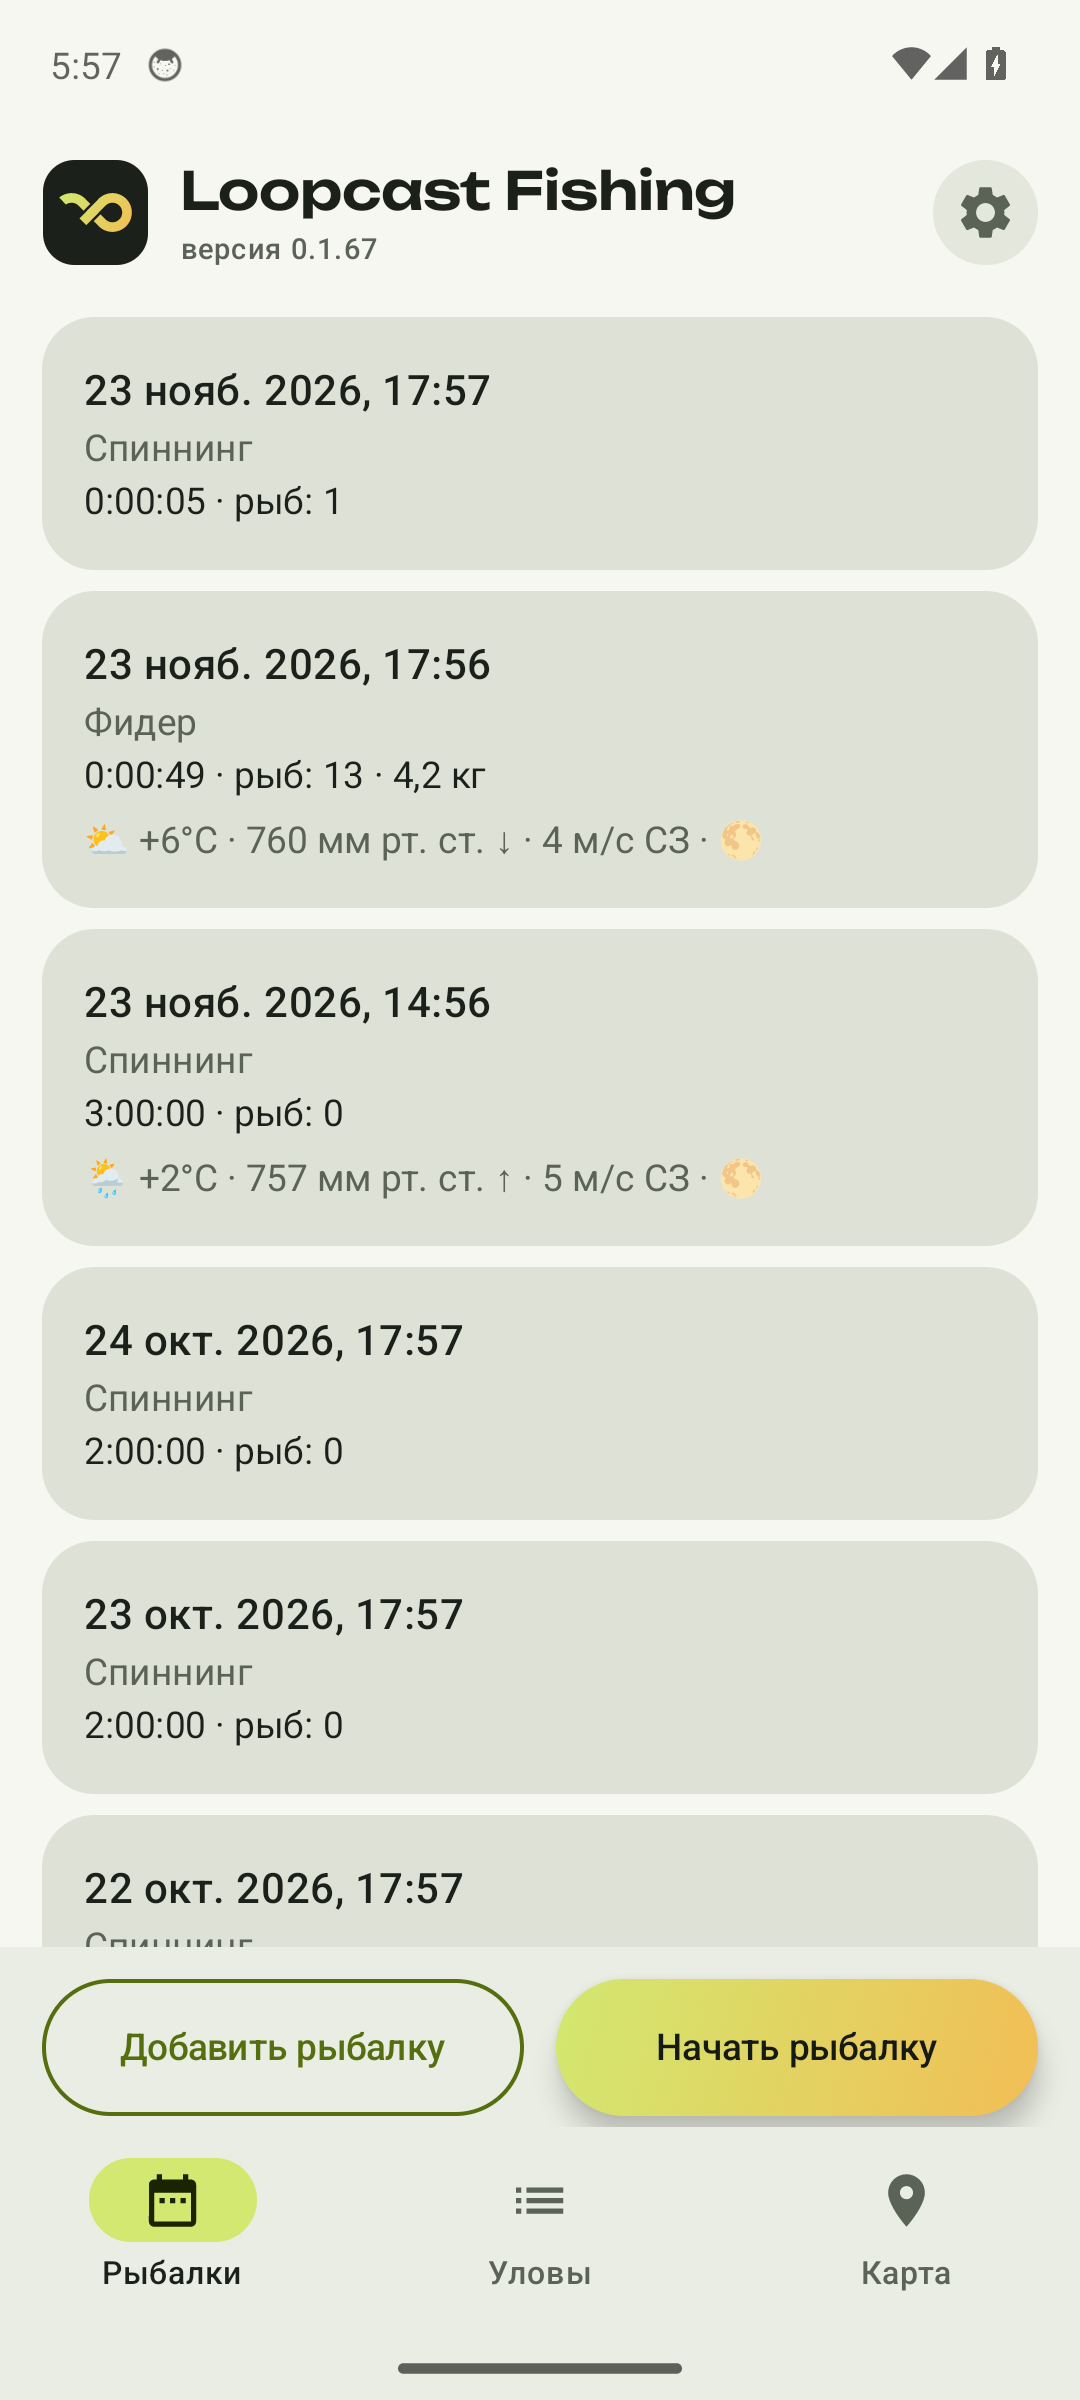 5:57
Loopcast Fishing
версия 0.1.67
23 нояб. 2026, 17:57
Спиннинг
0:00:05 · рыб: 1
23 нояб. 2026, 17:56
Фидер
0:00:49 · рыб: 13 · 4,2 кг
+6°C · 760 мм рт. ст. ↓ · 4 м/с СЗ ·
23 нояб. 2026, 14:56
Спиннинг
3:00:00 · рыб: 0
+2°C · 757 мм рт. ст. ↑ · 5 м/с СЗ ·
24 окт. 2026, 17:57
Спиннинг
2:00:00 · рыб: 0
23 окт. 2026, 17:57
Спиннинг
2:00:00 · рыб: 0
22 окт. 2026, 17:57
Спиннинг
Добавить рыбалку
Начать рыбалку
Рыбалки
Уловы
Карта